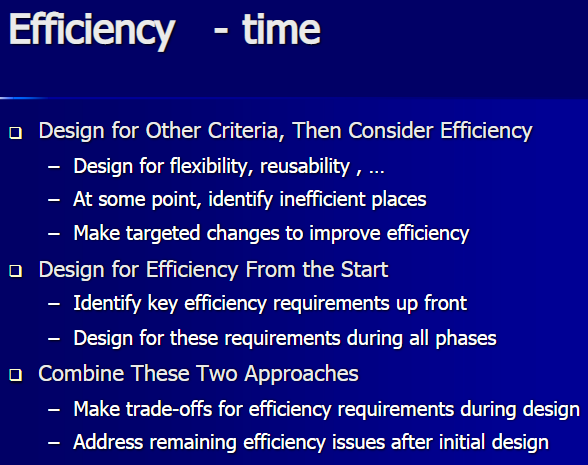 Efficiency - time
❑ Design for Other Criteria, Then Consider Efficiency
– Design for flexibility, reusability , …
– At some point, identify inefficient places
– Make targeted changes to improve efficiency
❑ Design for Efficiency From the Start
– Identify key efficiency requirements up front
– Design for these requirements during all phases
❑ Combine These Two Approaches
– Make trade-offs for efficiency requirements during design
– Address remaining efficiency issues after initial design